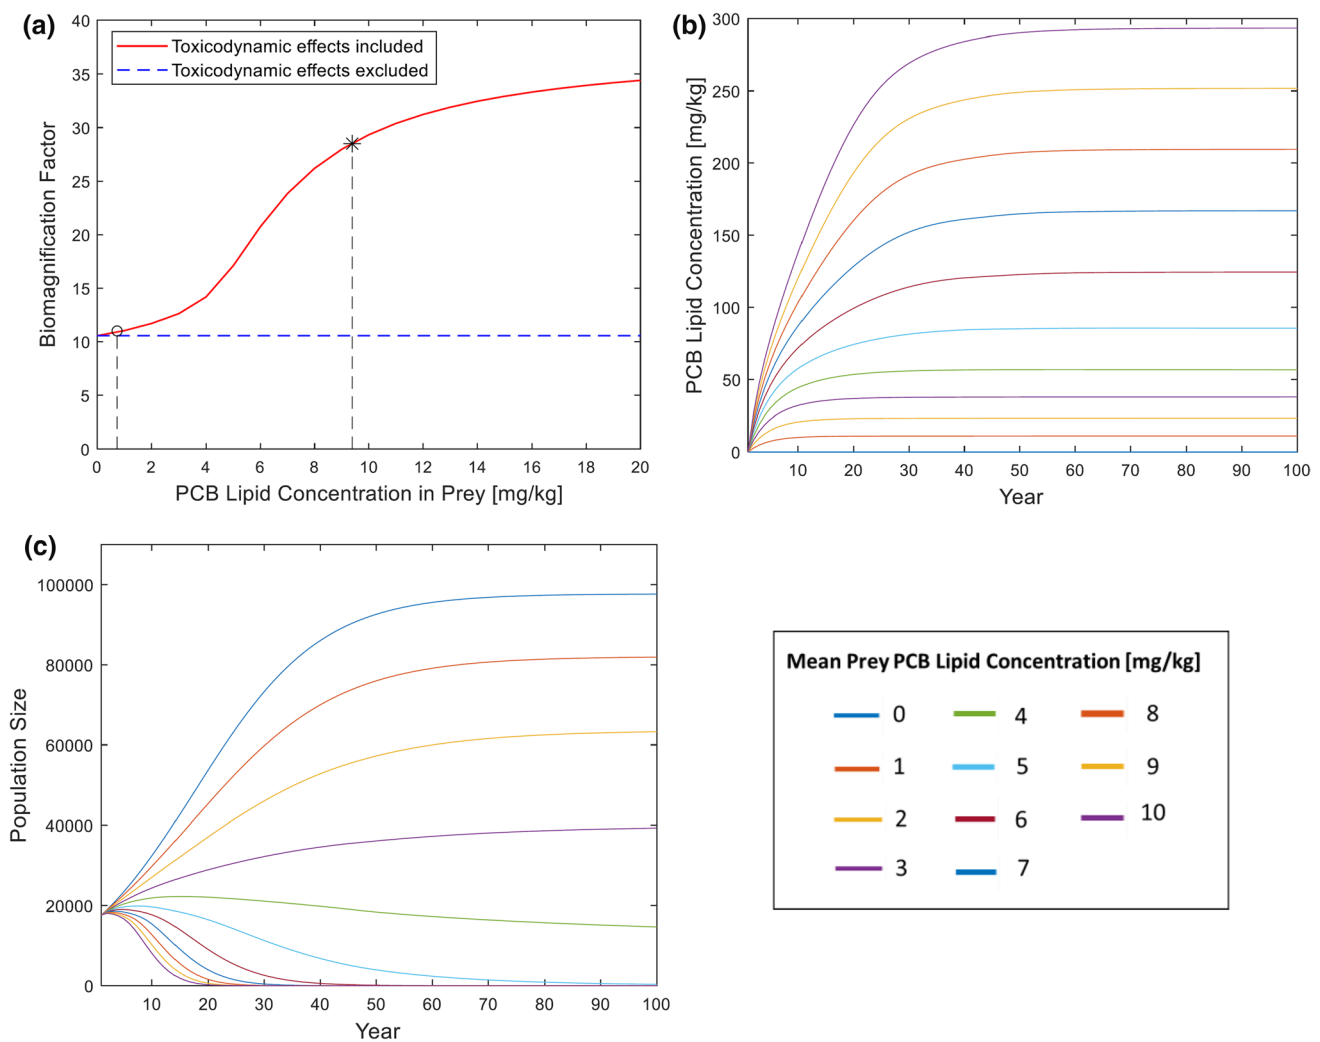 (a)
40
35
30
25
20
15
10
5
0
Biomagnification Factor
Toxicodynamic effects included
Toxicodynamic effects excluded
0 2 4 6 8 10 12 14 16 18 20
PCB Lipid Concentration in Prey [mg/kg]
(b)
300
250
200
150
100
50
0
PCB Lipid Concentration [mg/kg]
10 20 30 40 50 60 70 80 90 100
Year
(c)
100000
80000
60000
40000
20000
0
Population Size
10 20 30 40 50 60 70 80 90 100
Year
Mean Prey PCB Lipid Concentration [mg/kg]
0 4 8
1 5 9
2 6 10
3 7